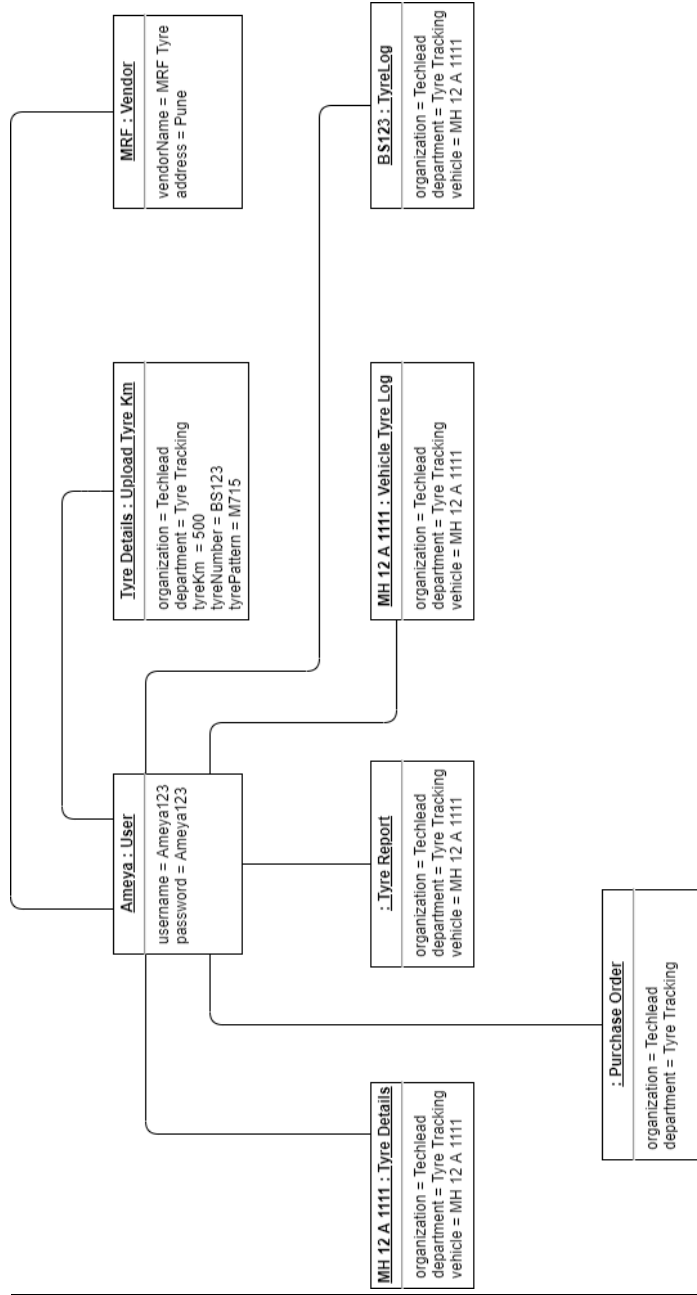 Ameya : User
username = Ameya123
password = Ameya123
Tyre Details : Upload Tyre Km
organization = Techlead
department = Tyre Tracking
tyreKm = 500
tyreNumber = BS123
tyrePattern = M715
MRF : Vendor
vendorName = MRF Tyre
address = Pune
MH 12 A 1111 : Tyre Details
organization = Techlead
department = Tyre Tracking
vehicle = MH 12 A 1111
: Tyre Report
organization = Techlead
department = Tyre Tracking
vehicle = MH 12 A 1111
MH 12 A 1111 : Vehicle Tyre Log
organization = Techlead
department = Tyre Tracking
vehicle = MH 12 A 1111
BS123 : TyreLog
organization = Techlead
department = Tyre Tracking
vehicle = MH 12 A 1111
: Purchase Order
organization = Techlead
department = Tyre Tracking